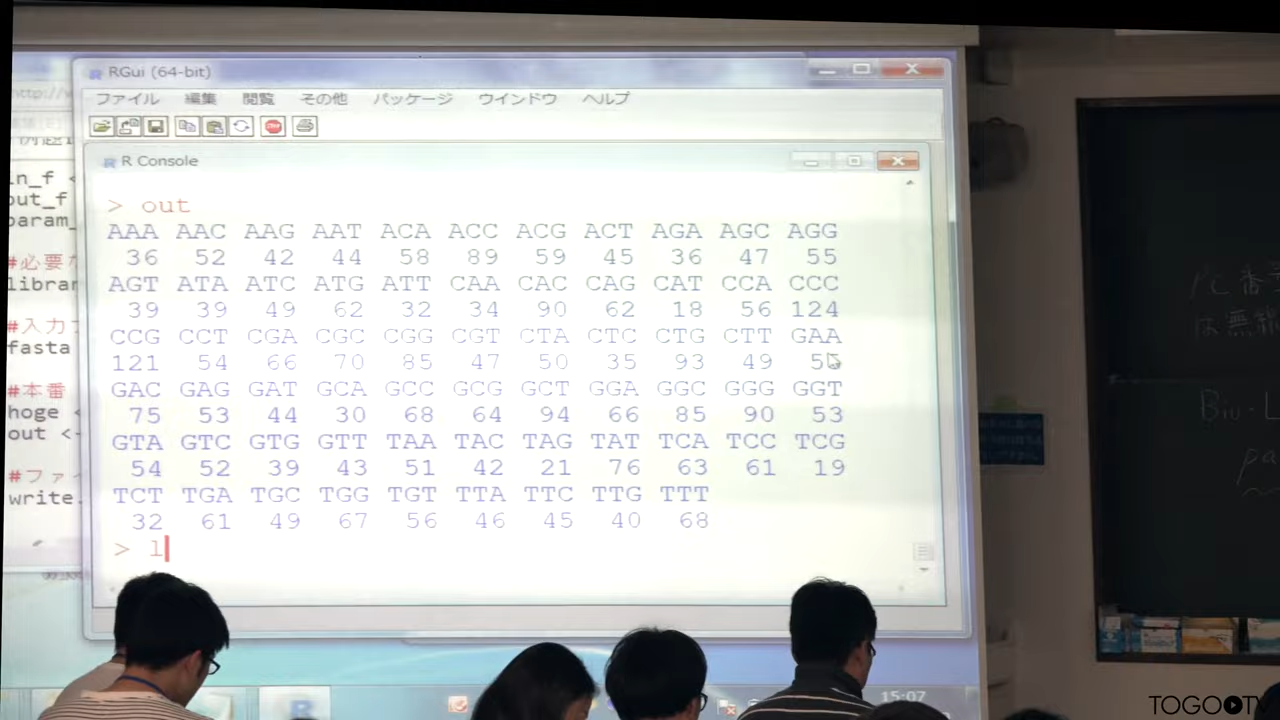 RGui (64-bit)
ファイル 編集 閲覧 その他 パッケージ ウインドウ ヘルプ
STOP
R Console
> out
AAA AAC AAG AAT ACA ACC ACG ACT AGA AGC AGG
36 52 42 44 58 89 59 45 36 47 55
AGT ATA ATC ATG ATT CAA CAC CAG CAT CCA CCC
39 39 49 62 32 34 90 62 18 56 124
CCG CCT CGA CGC CGG CGT CTA CTC CTG CTT GAA
121 54 66 70 85 47 50 35 93 49
GAC GAG GAT GCA GCC GCG GCT GGA GGC GGG GGT
75 53 44 30 68 64 94 66 85 90 53
GTA GTC GTG GTT TAA TAC TAG TAT TCA TCC TCG
54 52 39 43 51 42 21 76 63 61 19
TCT TGA TGC TGG TGT TTA TTC TTG TTT
32 61 49 67 56 46 45 40 68
> l
in_f <
out_f
param_
#必要な
librar
#入力フ
fasta
#本番
hoge <
out <-
#ファイ
write.
15:07
TOGOTV